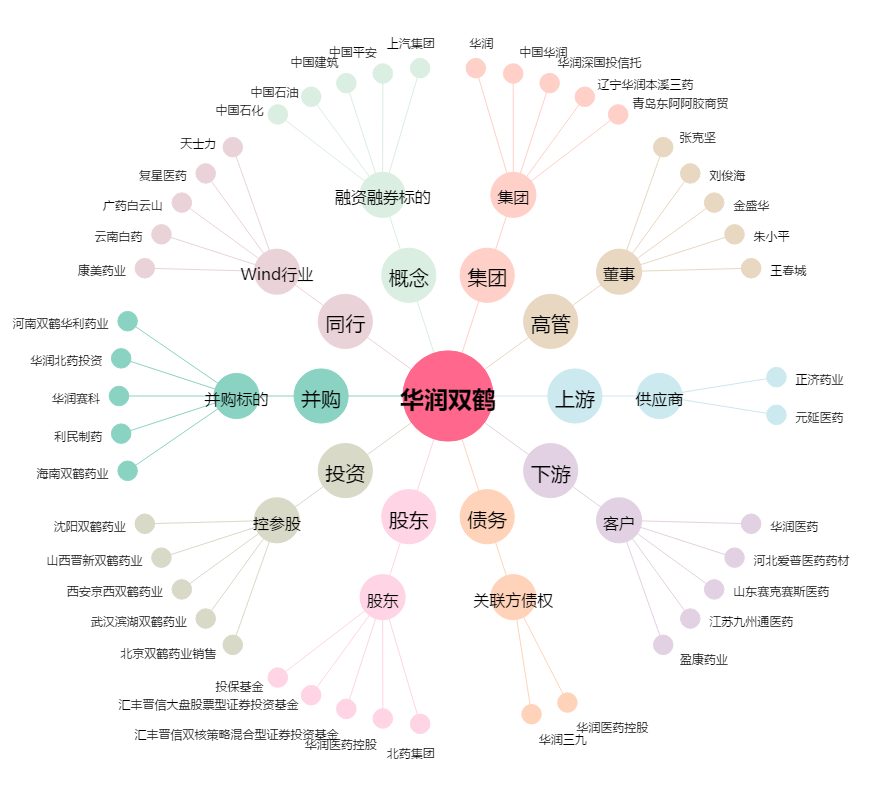 上汽集团
中国平安
中国建筑
中国石油
中国石化
融资融券标的
概念
华润
中国华润
华润深国投信托
辽宁华润本溪三药
青岛东阿阿胶商贸
集团
集团
张克坚
刘俊海
金盛华
朱小平
王春城
董事
高管
天士力
复星医药
广药白云山
云南白药
康美药业
Wind行业
同行
河南双鹤华利药业
华润北药投资
华润赛科
利民制药
海南双鹤药业
并购标的
并购
华润双鹤
上游
供应商
正济药业
元延医药
投资
控参股
沈阳双鹤药业
山西晋新双鹤药业
西安京西双鹤药业
武汉滨湖双鹤药业
北京双鹤药业销售
股东
股东
投保基金
汇丰晋信大盘股票型证券投资基金
汇丰晋信双核策略混合型证券投资基金
华润医药控股
北药集团
债务
关联方债权
华润医药控股
华润三九
下游
客户
华润医药
河北爱普医药药材
山东赛克赛斯医药
江苏九州通医药
盈康药业